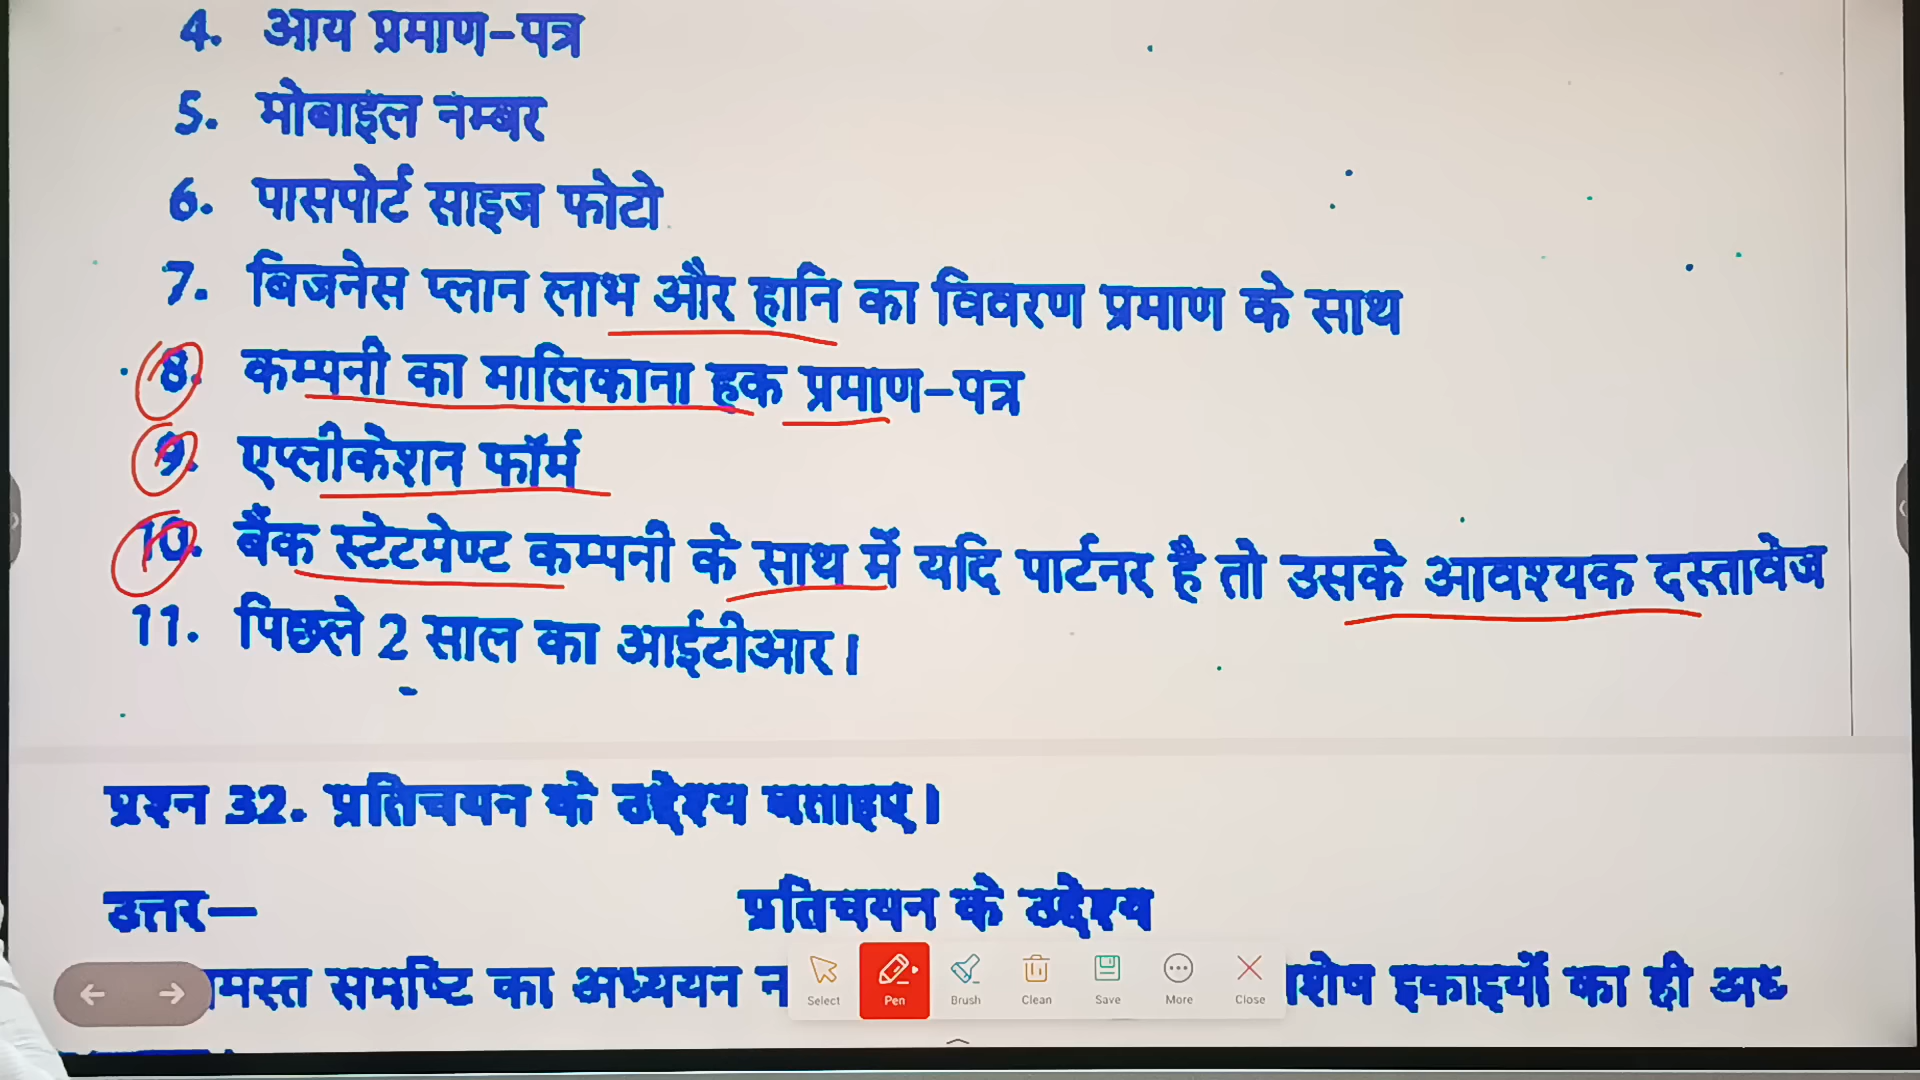 4. आय प्रमाण-पत्र
5. मोबाइल नम्बर
6. पासपोर्ट साइज फोटो
7. बिजनेस प्लान लाभ और हानि का विवरण प्रमाण के साथ
8. कम्पनी का मालिकाना हक प्रमाण-पत्र
9. एप्लीकेशन फॉर्म
10. बैंक स्टेटमेण्ट कम्पनी के साथ में यदि पार्टनर है तो उसके आवश्यक दस्तावेज
11. पिछले 2 साल का आईटीआर।
प्रश्न 32. प्रतिचयन के उद्देश्य बताइए।
उत्तर— प्रतिचयन के उद्देश्य
समष्टि का अध्ययन इकाइयों का ही
Select Pen Brush Clean Save More Close